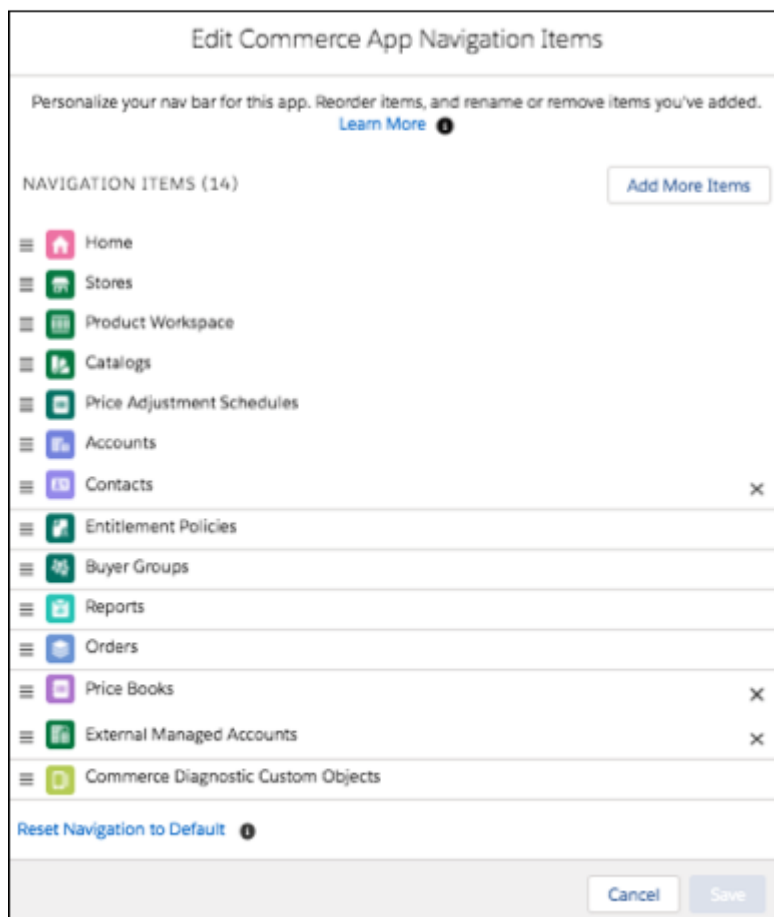 Edit Commerce App Navigation Items
Personalize your nav bar for this app. Reorder items, and rename or remove items you've added.
Learn More
NAVIGATION ITEMS (14)
Add More Items
Home
Stores
Product Workspace
Catalogs
Price Adjustment Schedules
Accounts
Contacts
Entitlement Policies
Buyer Groups
Reports
Orders
Price Books
External Managed Accounts
Commerce Diagnostic Custom Objects
Reset Navigation to Default
Cancel
Save